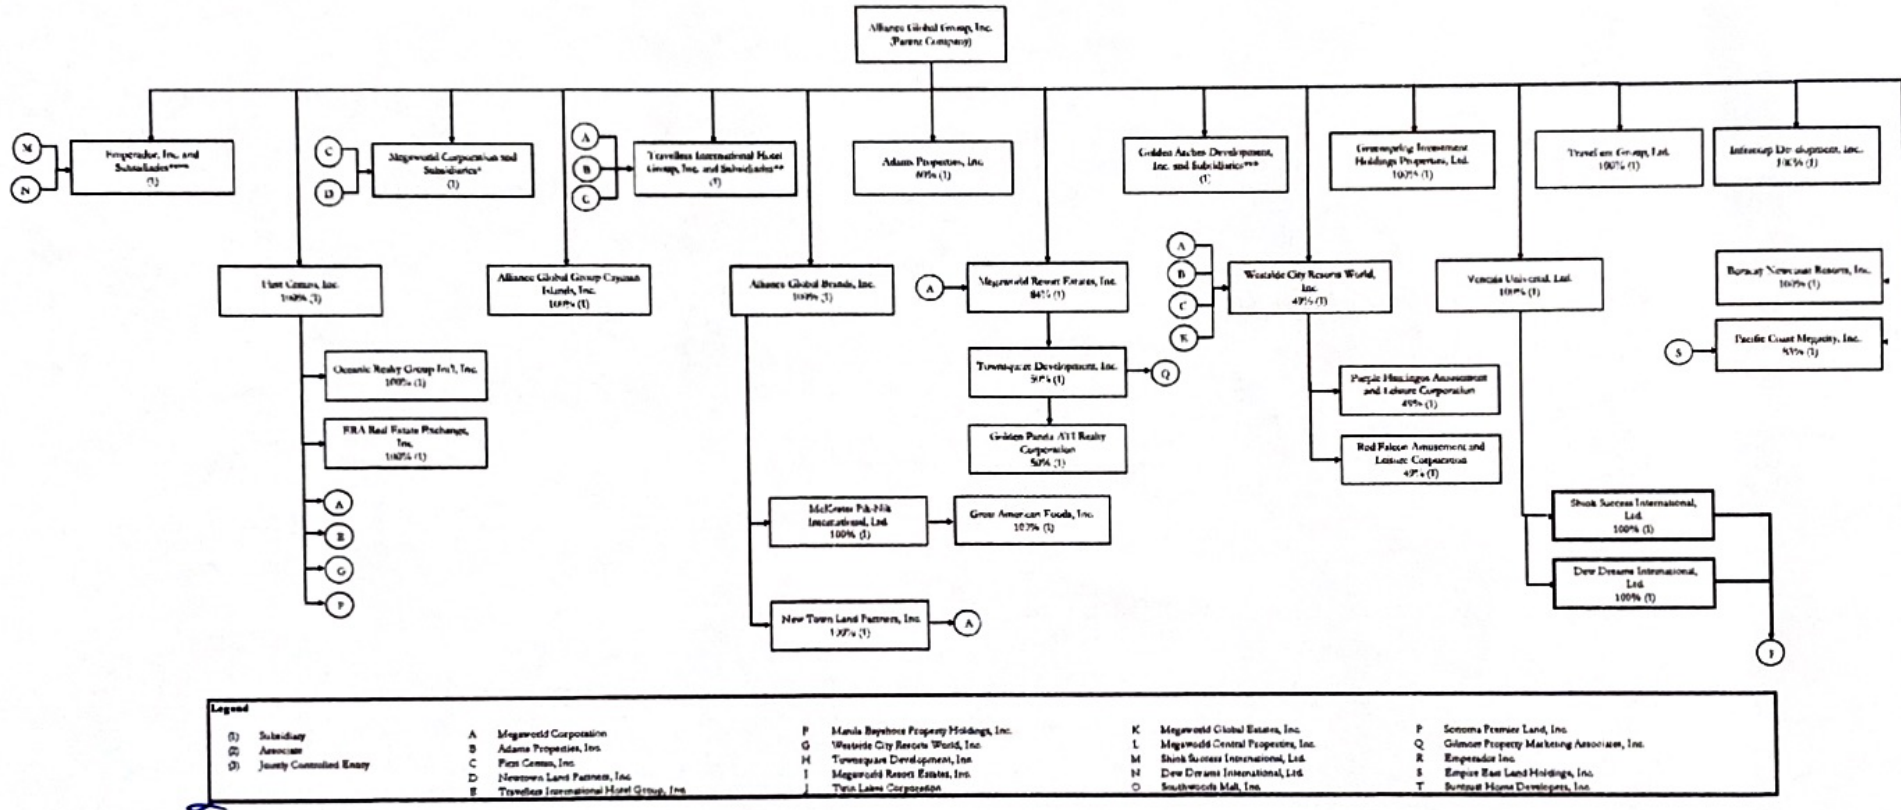 Alliance Global Group, Inc.
(Parent Company)
M
N
Emperador, Inc. and
Subsidiaries****
(1)
C
D
Megaworld Corporation and
Subsidiaries*
(1)
A
B
C
Travellers International Hotel
Group, Inc. and Subsidiaries**
(1)
Adams Properties, Inc.
60% (1)
Golden Arches Development,
Inc. and Subsidiaries***
(1)
Greenspring Investment
Holdings Properties, Ltd.
100% (1)
Travellers Group, Ltd.
100% (1)
Development, Inc.
100% (1)
First Centro, Inc.
100% (1)
Alliance Global Group Cayman
Islands, Inc.
100% (1)
Alliance Global Brands, Inc.
100% (1)
A
Megaworld Resort Estates, Inc.
84% (1)
A
B
C
E
Westside City Resorts World,
Inc.
49% (1)
Venezia Universal, Ltd.
100% (1)
Boracay Newcoast Resorts, Inc.
100% (1)
S
Pacific Coast Megacity, Inc.
(1)
Oceanic Realty Group Int'l, Inc.
100% (1)
ERA Real Estate Exchange,
Inc.
100% (1)
A
G
Townsquare Development, Inc.
(1)
Q
Golden Panda ATI Realty
Corporation
50% (1)
Purple Amusement
and Leisure Corporation
49% (1)
Red Falcon Amusement and
Leisure Corporation
49% (1)
McKester Pik-Nik
International, Ltd.
100% (1)
Great American Foods, Inc.
100% (1)
New Town Land Partners, Inc.
100% (1)
A
Shiok Success International,
Ltd.
100% (1)
Dew Dreams International,
Ltd.
100% (1)
Legend
(1) Subsidiary
(2) Associate
(3) Jointly Controlled Entity
A Megaworld Corporation
B Adams Properties, Inc.
C First Centro, Inc.
D Newtown Land Partners, Inc.
E Travellers International Hotel Group, Inc.
F Manila Bayshore Property Holdings, Inc.
G Westside City Resorts World, Inc.
H Townsquare Development, Inc.
I Megaworld Resort Estates, Inc.
J Twin Lakes Corporation
K Megaworld Global Estates, Inc.
L Megaworld Central Properties, Inc.
M Shiok Success International, Ltd.
N Dew Dreams International, Ltd.
O Southwoods Mall, Inc.
P Sonoma Premier Land, Inc.
Q Gilmore Property Marketing Associates, Inc.
R Emperador Inc.
S Empire East Land Holdings, Inc.
T Suntrust Home Developers, Inc.